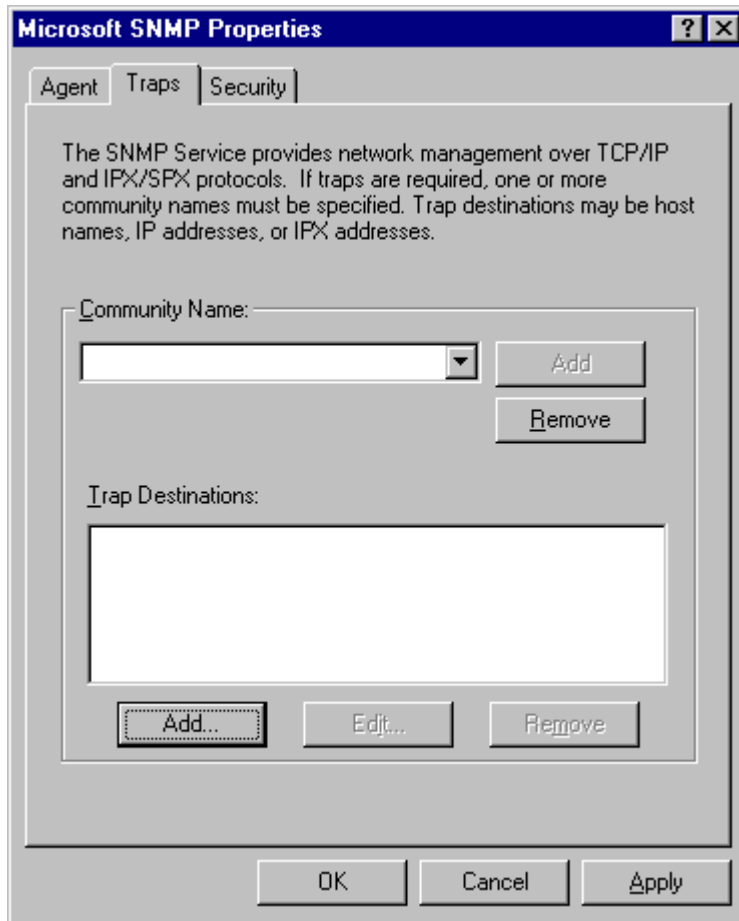 Microsoft SNMP Properties
Agent Traps Security
The SNMP Service provides network management over TCP/IP
and IPX/SPX protocols. If traps are required, one or more
community names must be specified. Trap destinations may be host
names, IP addresses, or IPX addresses.
Community Name:
Add
Remove
Trap Destinations:
Add... Edit... Remove
OK Cancel Apply